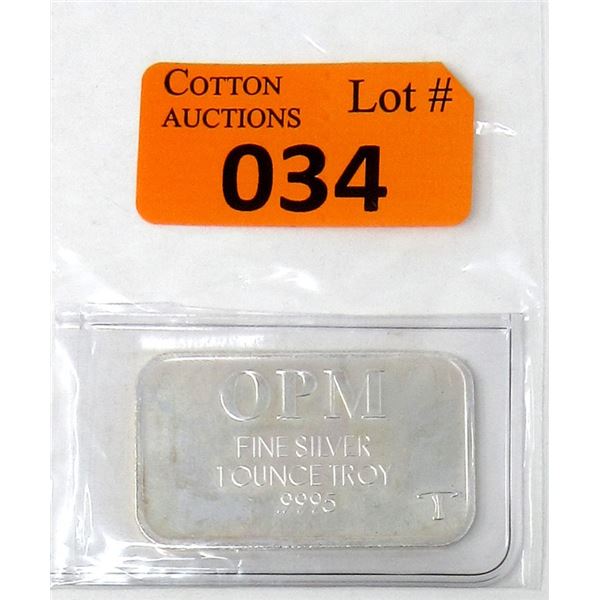 COTTON Lot #
AUCTIONS
034
OPM
FINE SILVER
1 OUNCE TROY
.9995
T